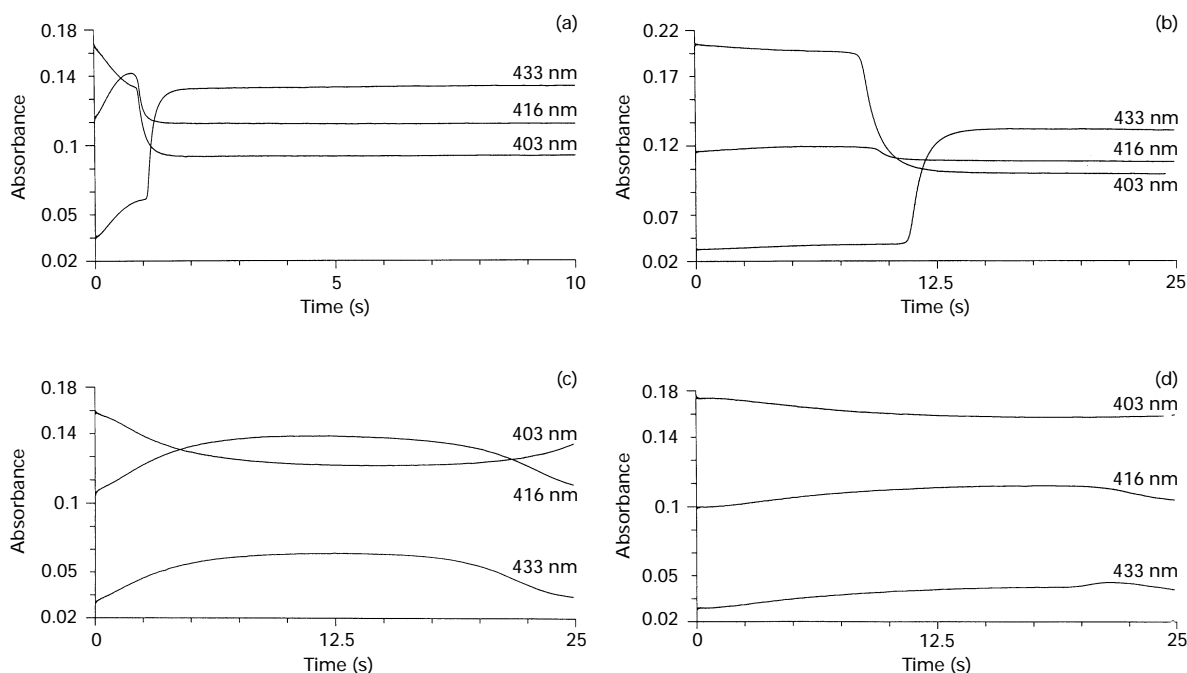 (a)
0.18
0.14
0.1
0.05
0.02
Absorbance
433 nm
416 nm
403 nm
0
5
10
Time (s)
(b)
0.22
0.17
0.12
0.07
0.02
Absorbance
433 nm
416 nm
403 nm
0
12.5
25
Time (s)
(c)
0.18
0.14
0.1
0.05
0.02
Absorbance
403 nm
416 nm
433 nm
0
12.5
25
Time (s)
(d)
0.18
0.14
0.1
0.05
0.02
Absorbance
403 nm
416 nm
433 nm
0
12.5
25
Time (s)